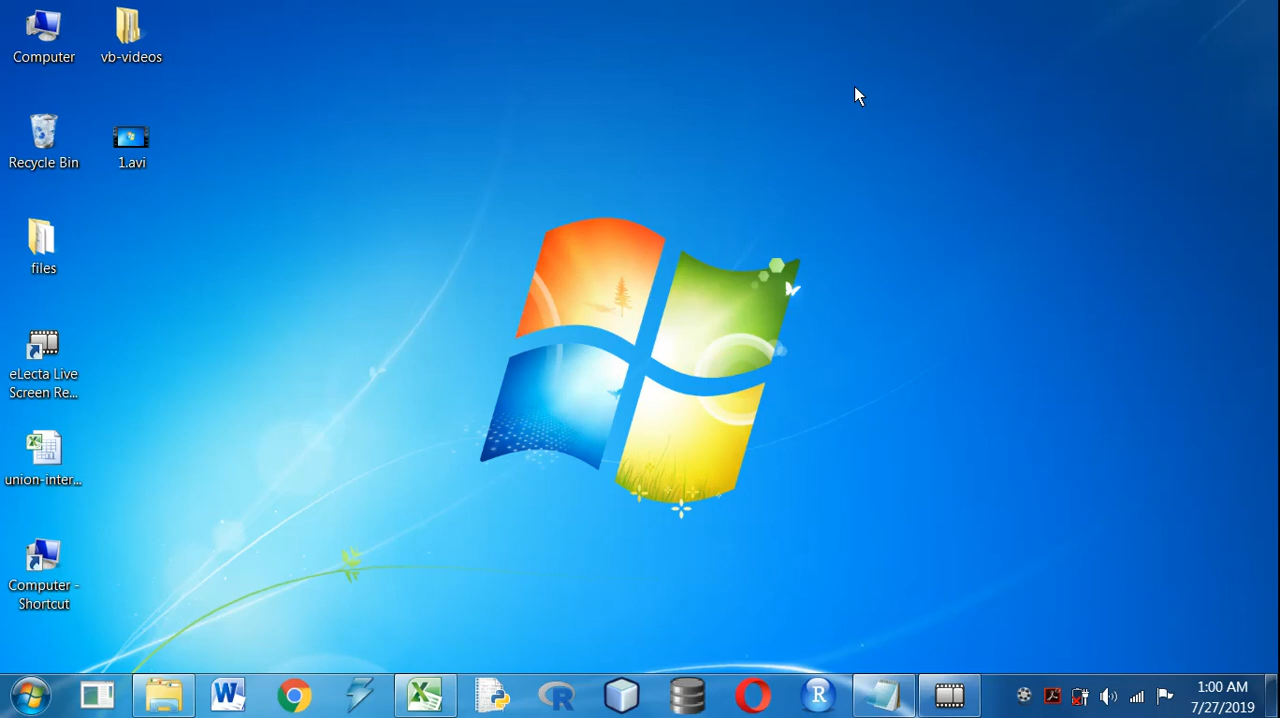 Computer
vb-videos
Recycle Bin
1.avi
files
eLecta Live
Screen Re...
union-inter...
Computer -
Shortcut
1:00 AM
7/27/2019